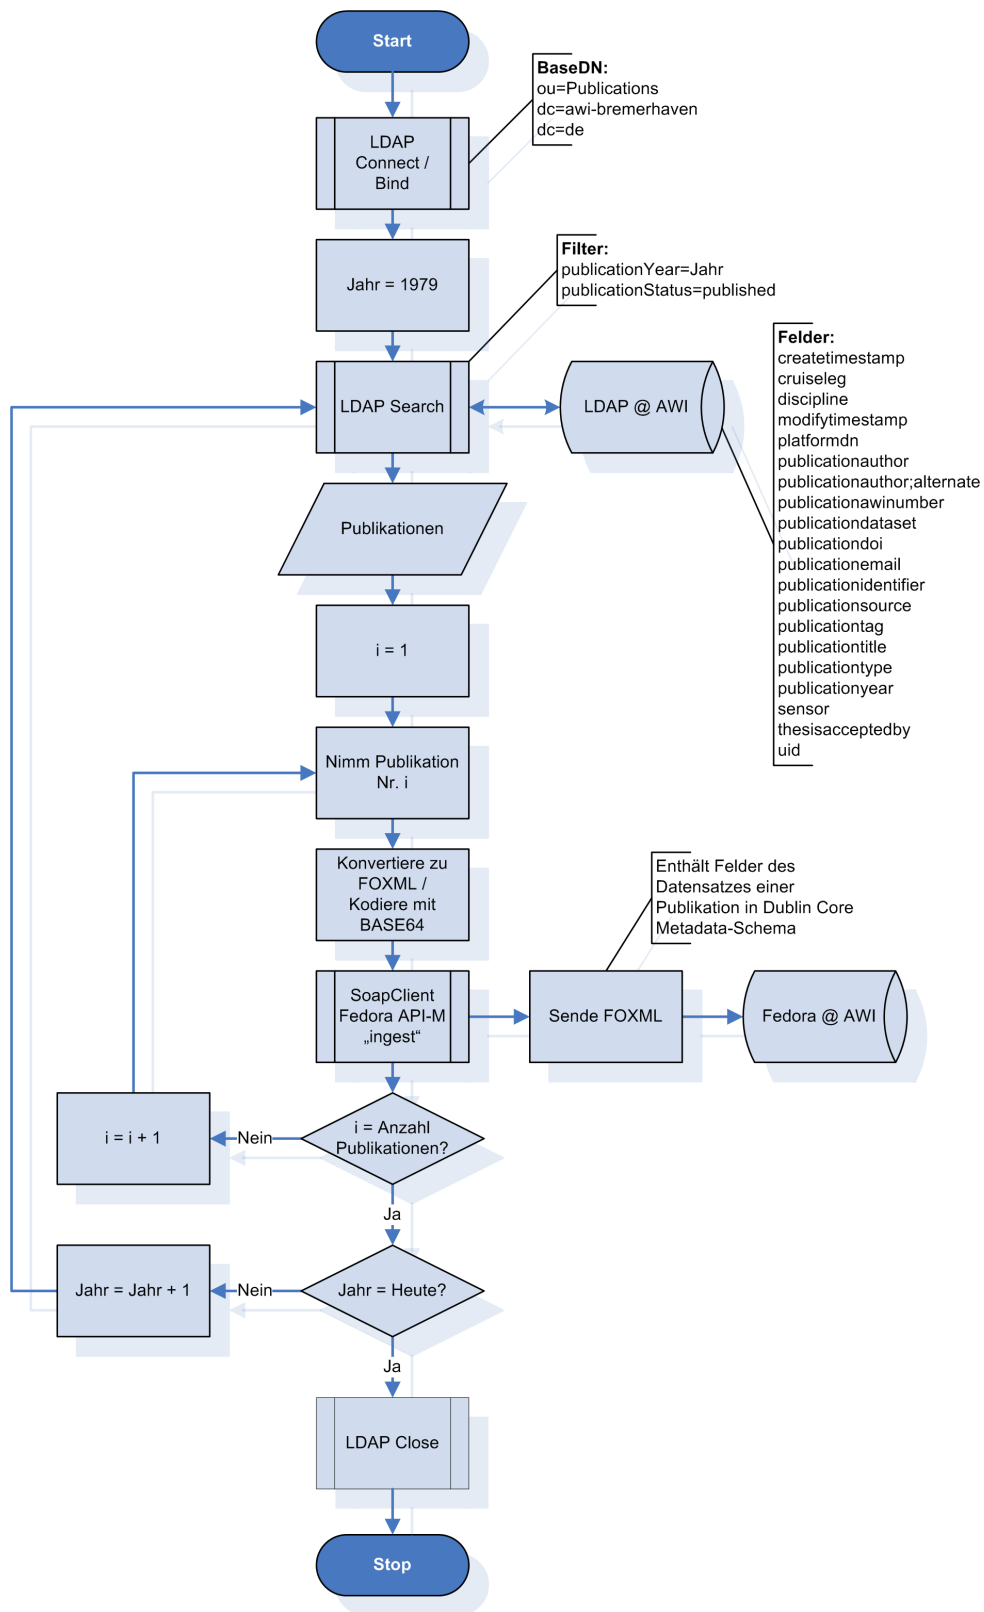 Start
BaseDN:
ou=Publications
dc=awi-bremerhaven
dc=de
LDAP
Connect /
Bind
Jahr = 1979
Filter:
publicationYear=Jahr
publicationStatus=published
LDAP Search
LDAP @ AWI
Felder:
createtimestamp
cruiseleg
discipline
modifytimestamp
platformdn
publicationauthor
publicationauthor;alternate
publicationawinumber
publicationdataset
publicationdoi
publicationemail
publicationidentifier
publicationsource
publicationtag
publicationtitle
publicationtype
publicationyear
sensor
thesisacceptedby
uid
Publikationen
i = 1
Nimm Publikation
Nr. i
Konvertiere zu
FOXML /
Kodiere mit
BASE64
Enthält Felder des
Datensatzes einer
Publikation in Dublin Core
Metadata-Schema
SoapClient
Fedora API-M
„ingest“
Sende FOXML
Fedora @ AWI
i = Anzahl
Publikationen?
Nein
i = i + 1
Ja
Jahr = Heute?
Nein
Jahr = Jahr + 1
Ja
LDAP Close
Stop